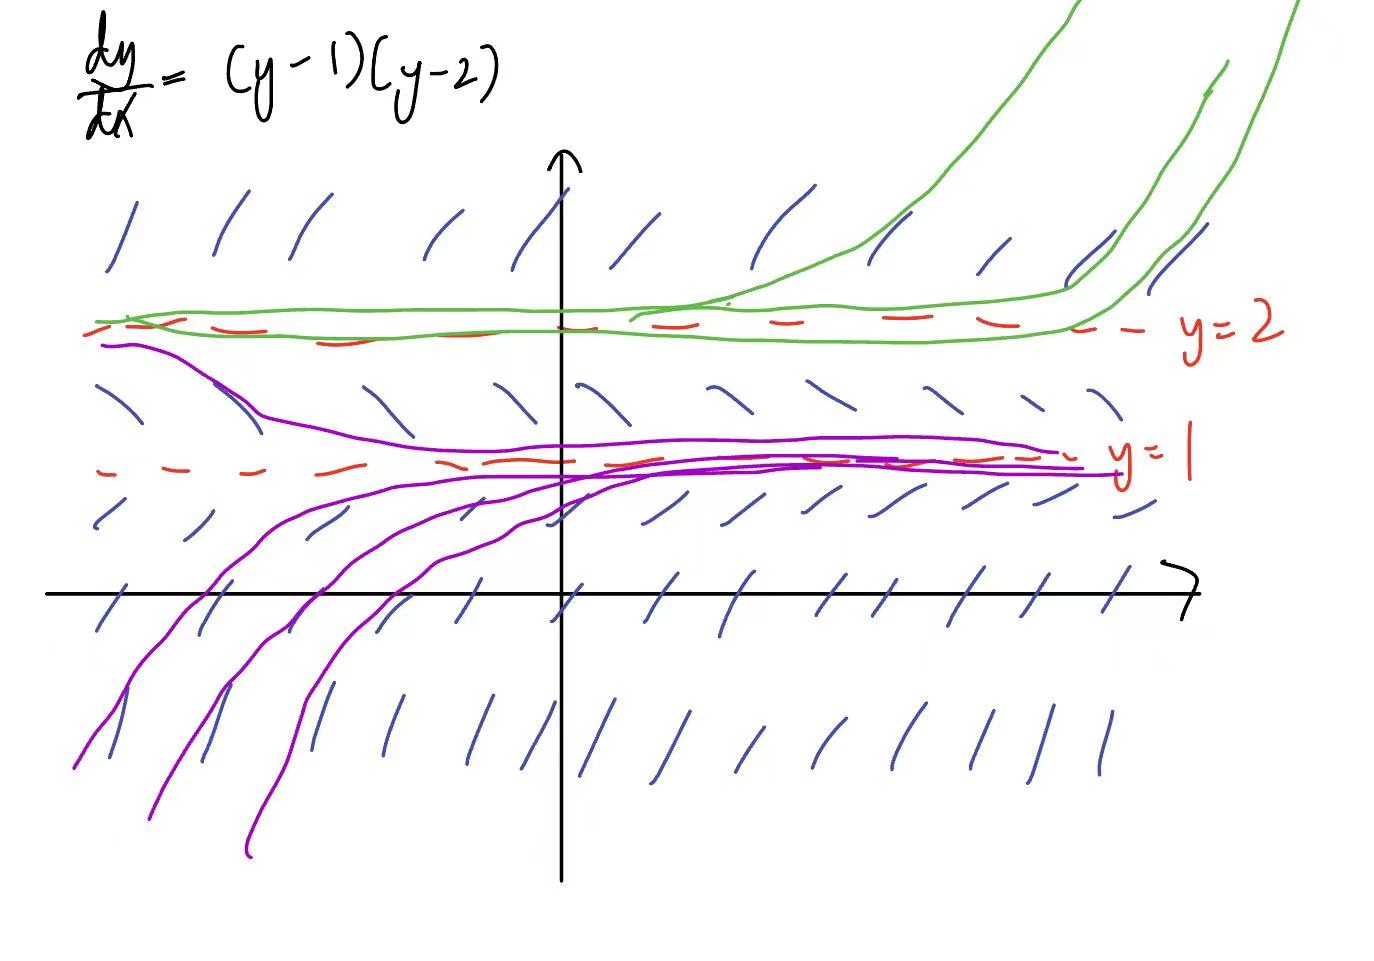 dy/dx = (y-1)(y-2)
y=2
y=1